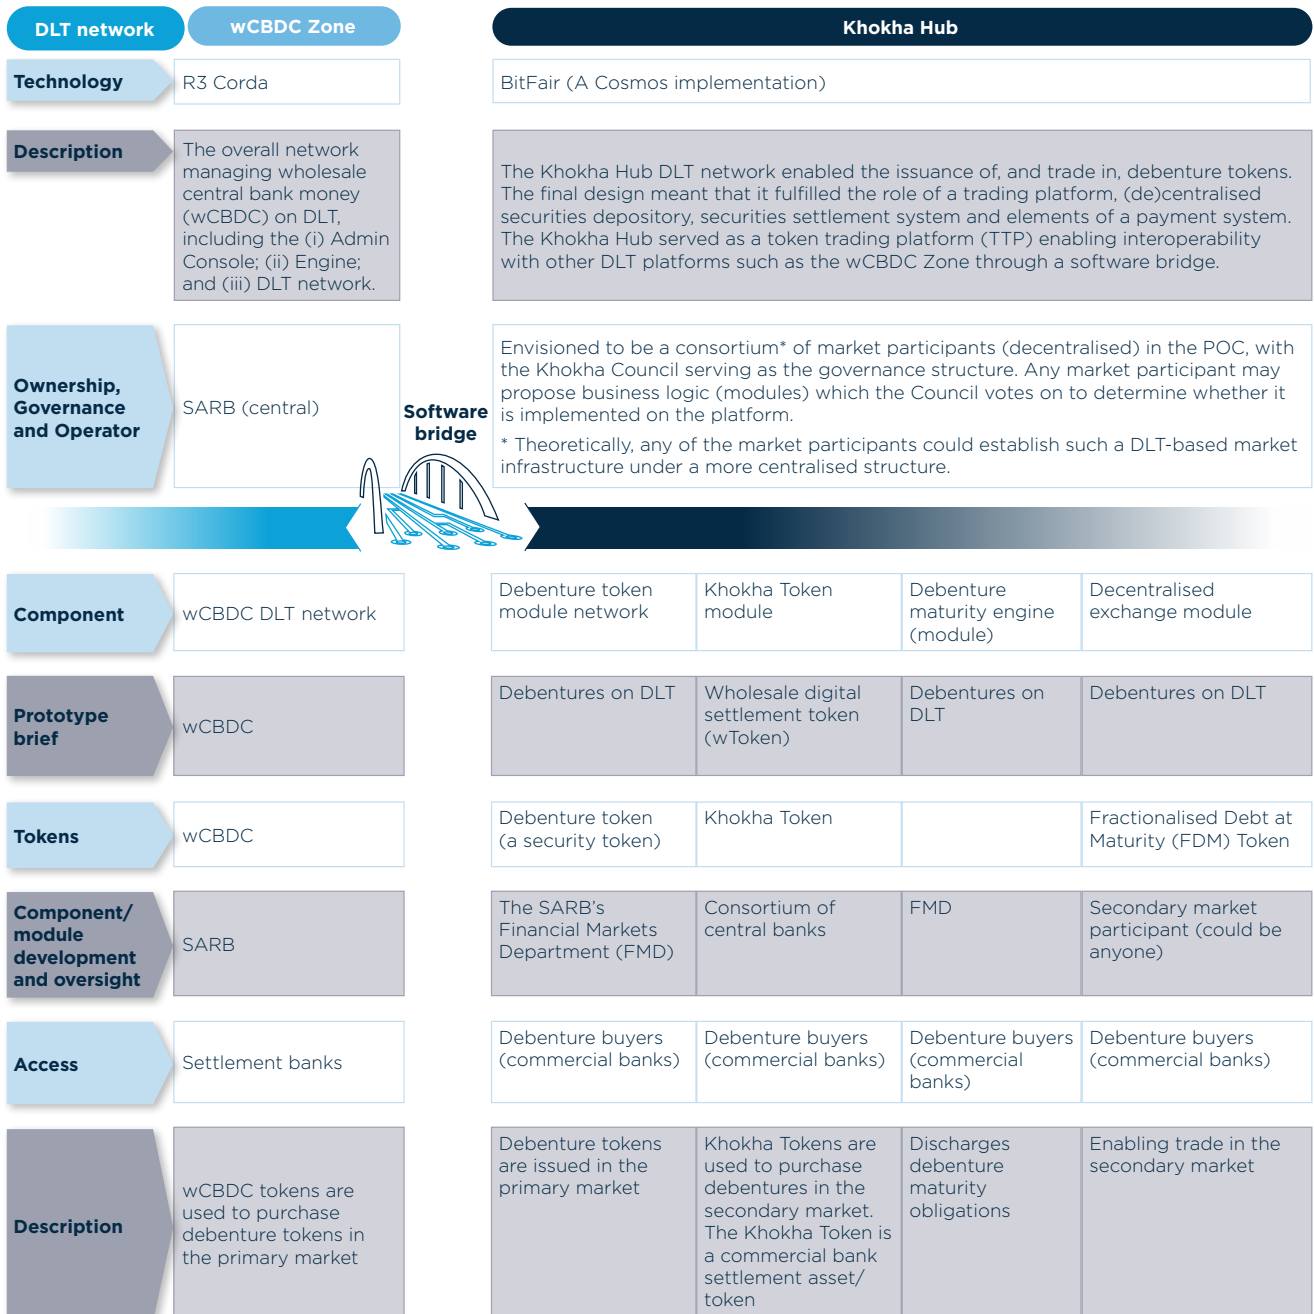 DLT network
wCBDC Zone
Khokha Hub
Technology
R3 Corda
BitFair (A Cosmos implementation)
Description
The overall network
managing wholesale
central bank money
(wCBDC) on DLT,
including the (i) Admin
Console; (ii) Engine;
and (iii) DLT network.
The Khokha Hub DLT network enabled the issuance of, and trade in, debenture tokens.
The final design meant that it fulfilled the role of a trading platform, (de)centralised
securities depository, securities settlement system and elements of a payment system.
The Khokha Hub served as a token trading platform (TTP) enabling interoperability
with other DLT platforms such as the wCBDC Zone through a software bridge.
Ownership,
Governance
and Operator
SARB (central)
Software
bridge
Envisioned to be a consortium* of market participants (decentralised) in the POC, with
the Khokha Council serving as the governance structure. Any market participant may
propose business logic (modules) which the Council votes on to determine whether it
is implemented on the platform.
* Theoretically, any of the market participants could establish such a DLT-based market
infrastructure under a more centralised structure.
Component
wCBDC DLT network
Debenture token
module network
Khokha Token
module
Debenture
maturity engine
(module)
Decentralised
exchange module
Prototype
brief
wCBDC
Debentures on DLT
Wholesale digital
settlement token
(wToken)
Debentures on
DLT
Debentures on DLT
Tokens
wCBDC
Debenture token
(a security token)
Khokha Token
Fractionalised Debt at
Maturity (FDM) Token
Component/
module
development
and oversight
SARB
The SARB's
Financial Markets
Department (FMD)
Consortium of
central banks
FMD
Secondary market
participant (could be
anyone)
Access
Settlement banks
Debenture buyers
(commercial banks)
Debenture buyers
(commercial banks)
Debenture buyers
(commercial
banks)
Debenture buyers
(commercial banks)
Description
wCBDC tokens are
used to purchase
debenture tokens in
the primary market
Debenture tokens
are issued in the
primary market
Khokha Tokens are
used to purchase
debentures in the
secondary market.
The Khokha Token is
a commercial bank
settlement asset/
token
Discharges
debenture
maturity
obligations
Enabling trade in the
secondary market